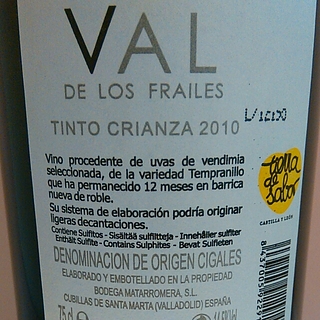 VAL
DE LOS FRAILES
TINTO CRIANZA 2010
Vino procedente de uvas de vendimia
seleccionada, de la variedad Tempranillo
que ha permanecido 12 meses en barrica
nueva de roble.
Su sistema de elaboración podría originar
ligeras decantaciones.
Contiene Sulfitos - Sisältää sulfiitteja - Innehåller sulfiter
Enthält Sulfite - Contains Sulphites - Bevat Sulfieten
DENOMINACION DE ORIGEN CIGALES
ELABORADO Y EMBOTELLADO EN LA PROPIEDAD
BODEGA MATARROMERA, S.L.
CUBILLAS DE SANTA MARTA (VALLADOLID) ESPAÑA
75 cl
tierra
de
sabor
CASTILLA Y LEÓN